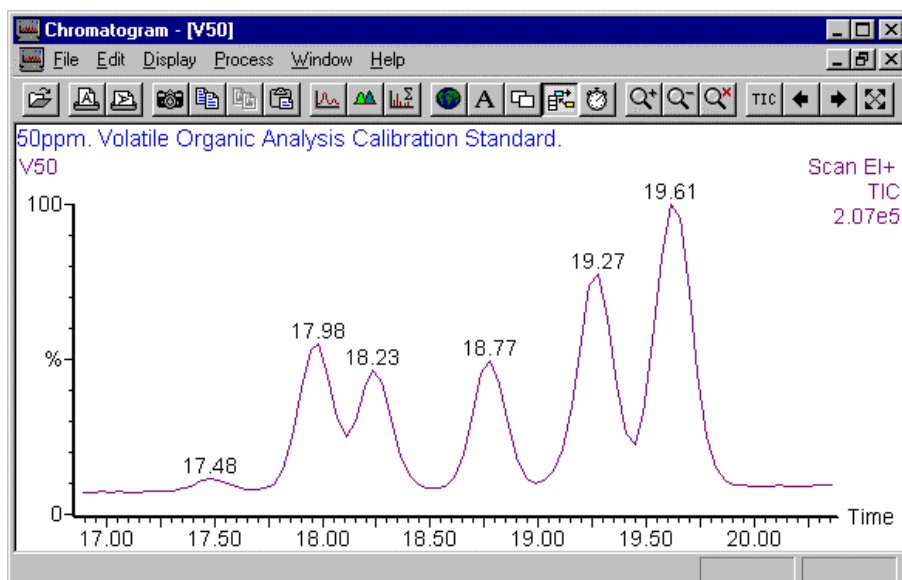 Chromatogram - [V50]
File Edit Display Process Window Help
A A TIC
50ppm. Volatile Organic Analysis Calibration Standard.
V50
Scan EI+
TIC
2.07e5
100
%
0
19.61
19.27
17.98
18.23
18.77
17.48
Time
17.00 17.50 18.00 18.50 19.00 19.50 20.00